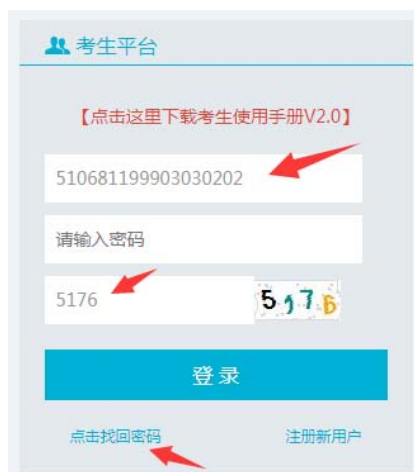 考生平台
【点击这里下载考生使用手册V2.0】
510681199903030202
请输入密码
5176 5176
登录
点击找回密码 注册新用户